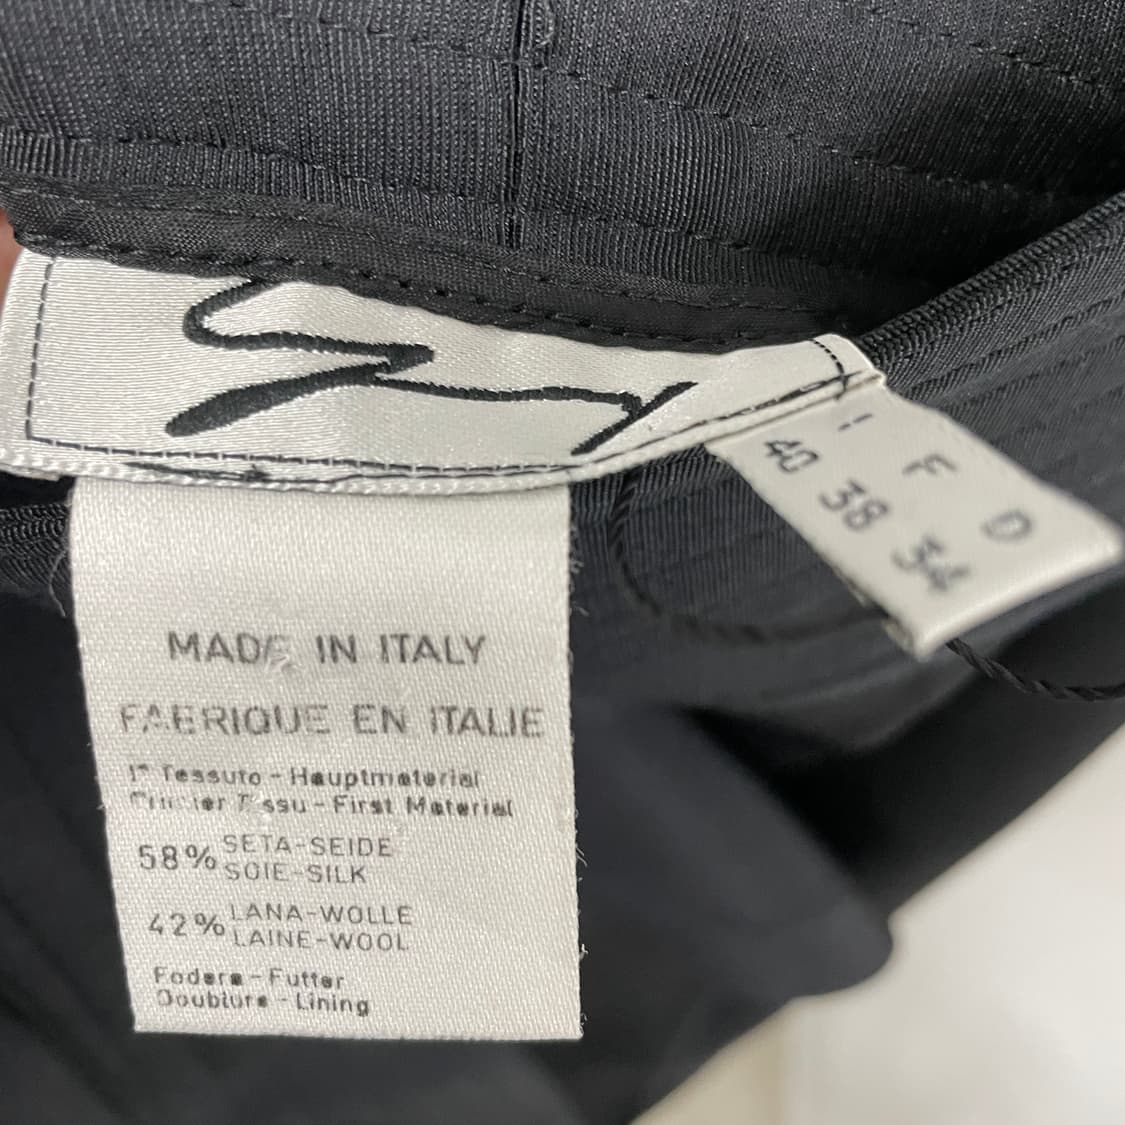 I F D
40 38 34
MADE IN ITALY
FABRIQUE EN ITALIE
1° Tessuto - Hauptmaterial
Tissu - First Material
58% SETA-SEIDE
SOIE-SILK
42% LANA-WOLLE
LAINE-WOOL
Fodera - Futter
Doublure - Lining